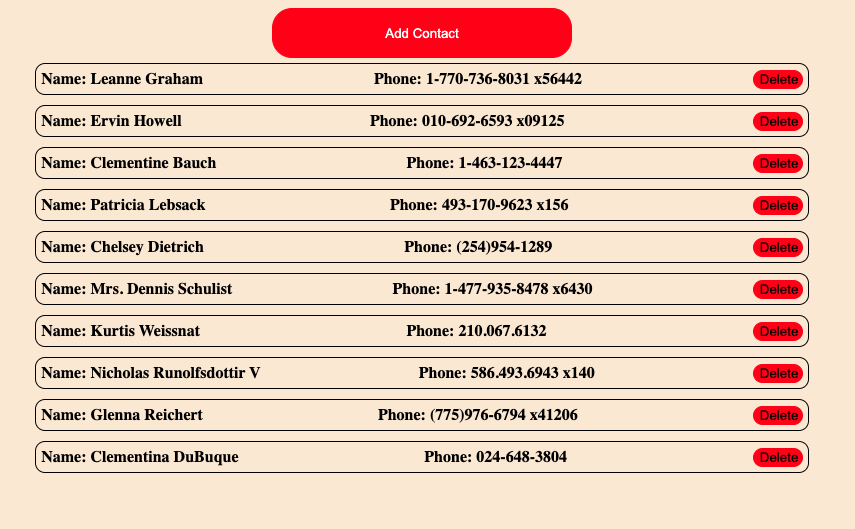 Add Contact
Name: Leanne Graham Phone: 1-770-736-8031 x56442 Delete
Name: Ervin Howell Phone: 010-692-6593 x09125 Delete
Name: Clementine Bauch Phone: 1-463-123-4447 Delete
Name: Patricia Lebsack Phone: 493-170-9623 x156 Delete
Name: Chelsey Dietrich Phone: (254)954-1289 Delete
Name: Mrs. Dennis Schulist Phone: 1-477-935-8478 x6430 Delete
Name: Kurtis Weissnat Phone: 210.067.6132 Delete
Name: Nicholas Runolfsdottir V Phone: 586.493.6943 x140 Delete
Name: Glenna Reichert Phone: (775)976-6794 x41206 Delete
Name: Clementina DuBuque Phone: 024-648-3804 Delete